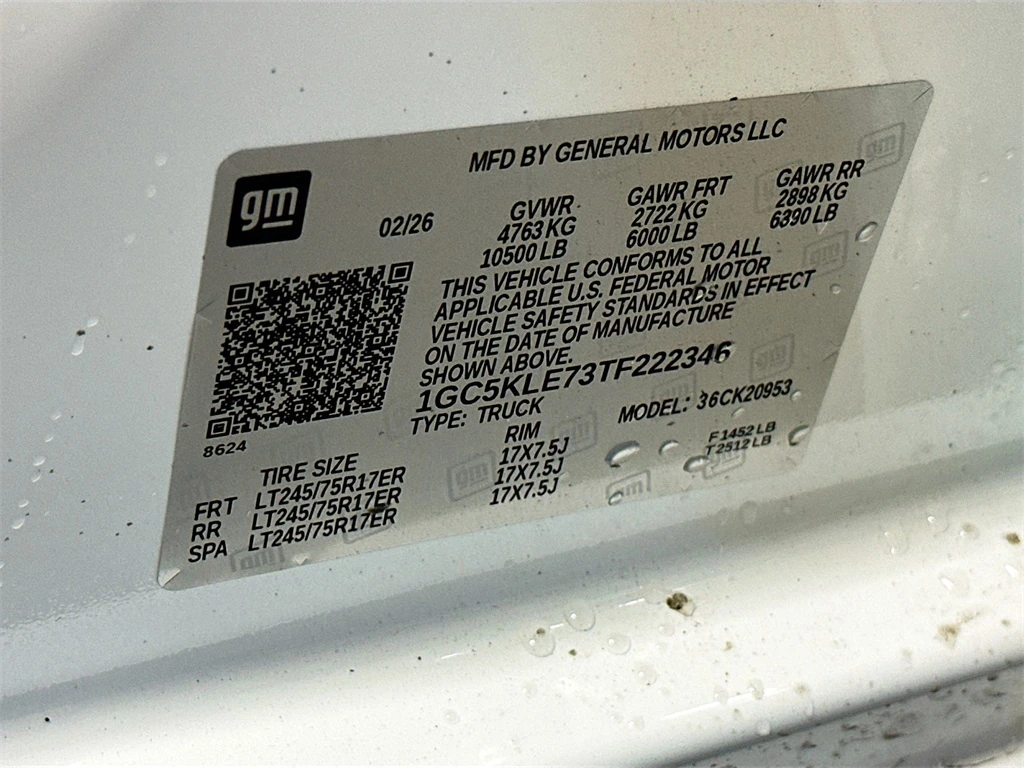 MFD BY GENERAL MOTORS LLC
gm
02/26
GVWR
4763 KG
10500 LB
GAWR FRT
2722 KG
6000 LB
GAWR RR
2898 KG
6390 LB
THIS VEHICLE CONFORMS TO ALL
APPLICABLE U.S. FEDERAL MOTOR
VEHICLE SAFETY STANDARDS IN EFFECT
ON THE DATE OF MANUFACTURE
SHOWN ABOVE.
1GC5KLE73TF222346
TYPE: TRUCK
MODEL: 36CK20953
8624
TIRE SIZE
RIM
FRT LT245/75R17ER 17X7.5J
RR LT245/75R17ER 17X7.5J
SPA LT245/75R17ER 17X7.5J
F1452 LB
T2512 LB